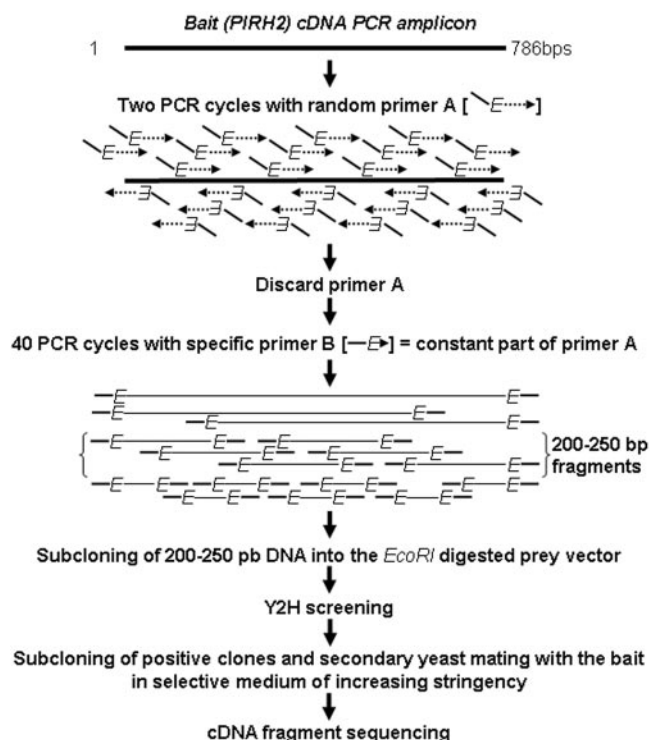 Bait (PIRH2) cDNA PCR amplicon
1 786bps
Two PCR cycles with random primer A [ E ]
E E E E
E E E E
E E E E
E E E E E
E E E E
E E E E
Discard primer A
40 PCR cycles with specific primer B [ E ] = constant part of primer A
E E
E E
E E
E E E E 200-250 bp
E E E E fragments
E E E E
E E E E E E E E
E E E E E E
Subcloning of 200-250 pb DNA into the EcoRI digested prey vector
Y2H screening
Subcloning of positive clones and secondary yeast mating with the bait
in selective medium of increasing stringency
cDNA fragment sequencing